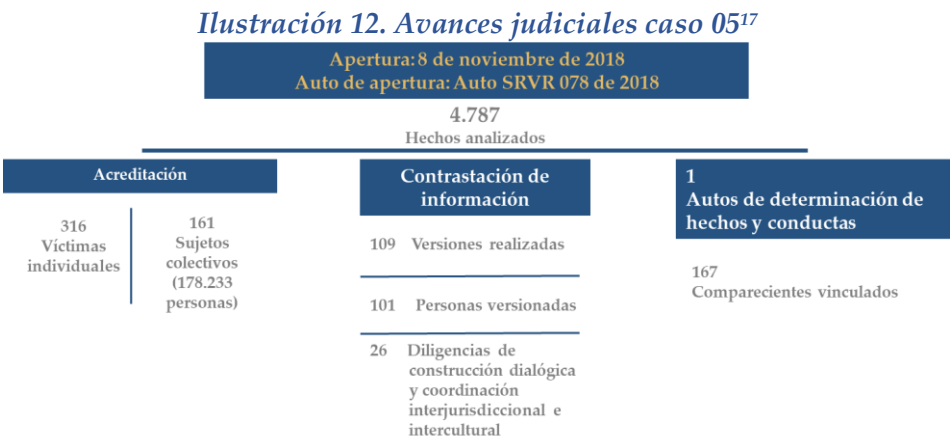 Ilustración 12. Avances judiciales caso 05¹⁷
Apertura: 8 de noviembre de 2018
Auto de apertura: Auto SRVR 078 de 2018
4.787
Hechos analizados
Acreditación
316
Víctimas
individuales
161
Sujetos
colectivos
(178.233
personas)
Contrastación de
información
109 Versiones realizadas
101 Personas versionadas
26 Diligencias de
construcción dialógica
y coordinación
interjurisdiccional e
intercultural
1
Autos de determinación de
hechos y conductas
167
Comparecientes vinculados